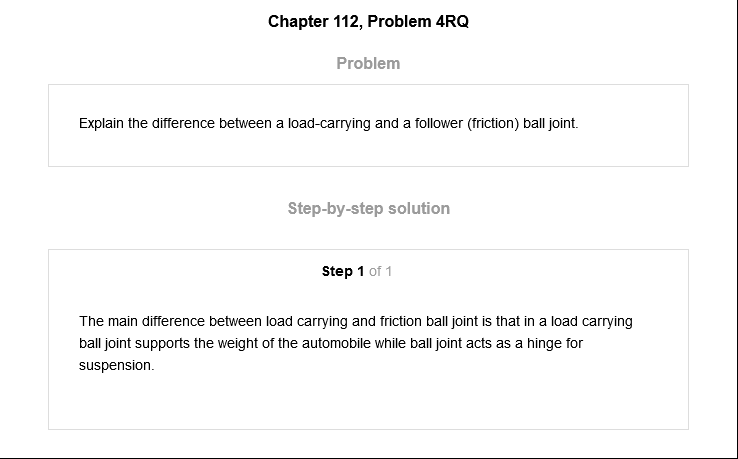 Chapter 112, Problem 4RQ
Problem
Explain the difference between a load-carrying and a follower (friction) ball joint.
Step-by-step solution
Step 1 of 1
The main difference between load carrying and friction ball joint is that in a load carrying
ball joint supports the weight of the automobile while ball joint acts as a hinge for
suspension.